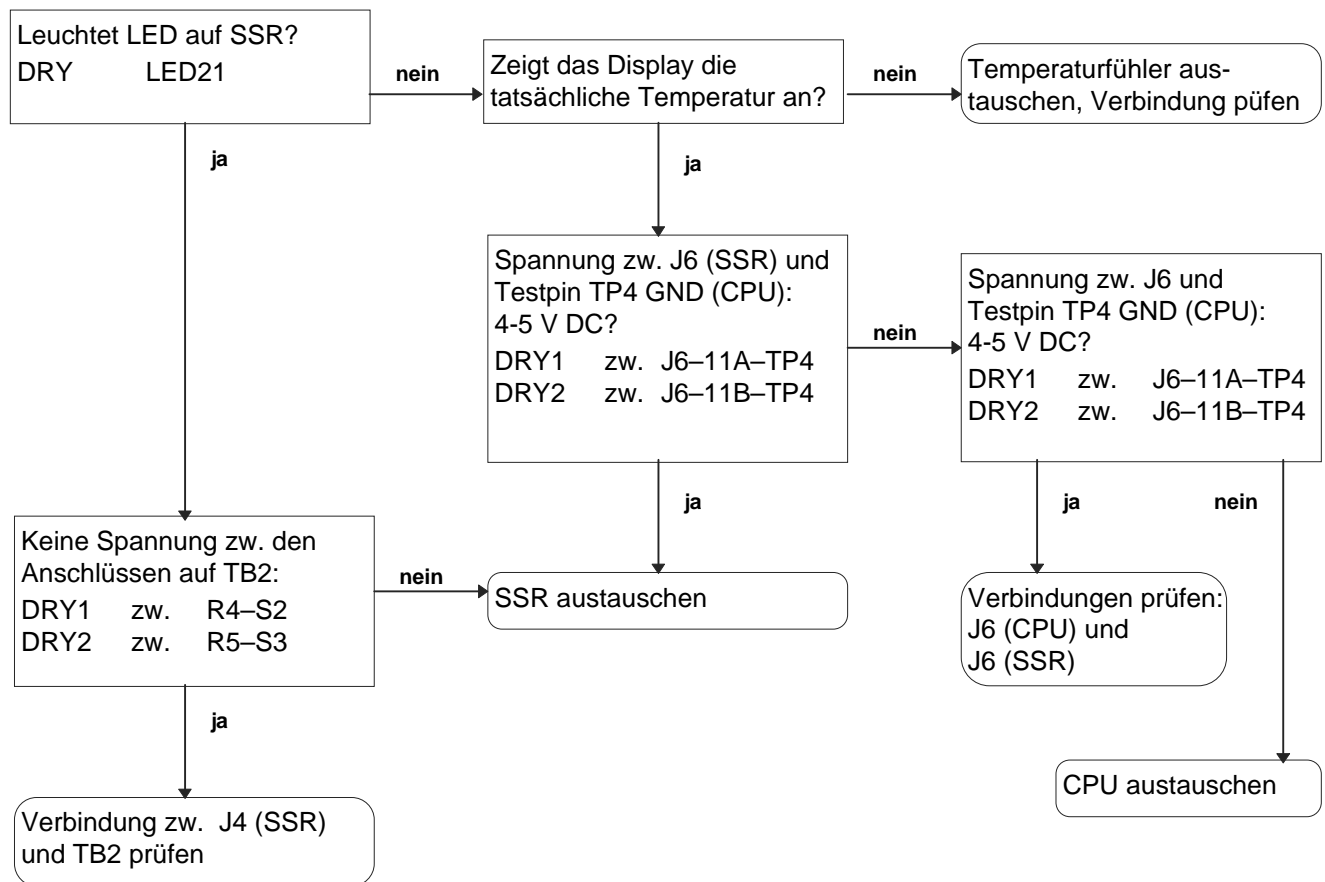 Leuchtet LED auf SSR?
DRY LED21
nein
Zeigt das Display die
tatsächliche Temperatur an?
nein
Temperaturfühler aus-
tauschen, Verbindung püfen
ja
ja
Spannung zw. J6 (SSR) und
Testpin TP4 GND (CPU):
4-5 V DC?
DRY1 zw. J6–11A–TP4
DRY2 zw. J6–11B–TP4
nein
Spannung zw. J6 und
Testpin TP4 GND (CPU):
4-5 V DC?
DRY1 zw. J6–11A–TP4
DRY2 zw. J6–11B–TP4
ja
ja
nein
Keine Spannung zw. den
Anschlüssen auf TB2:
DRY1 zw. R4–S2
DRY2 zw. R5–S3
nein
SSR austauschen
Verbindungen prüfen:
J6 (CPU) und
J6 (SSR)
ja
CPU austauschen
Verbindung zw. J4 (SSR)
und TB2 prüfen